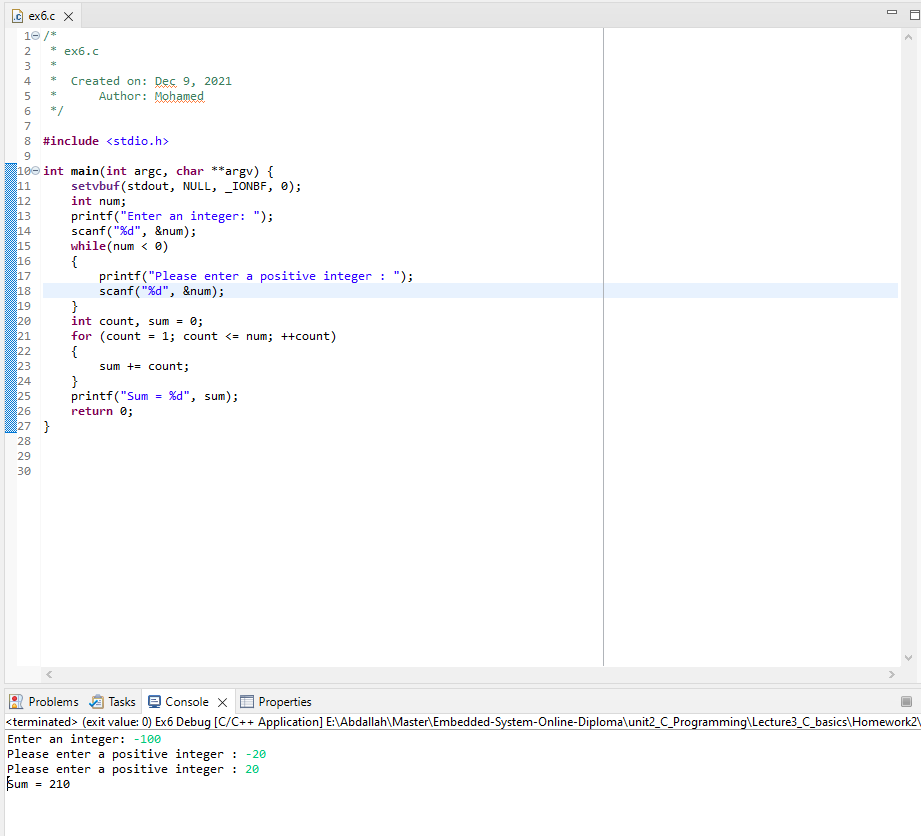 ex6.c
1 /*
2  * ex6.c
3  *
4  *  Created on: Dec 9, 2021
5  *      Author: Mohamed
6  */
7
8 #include <stdio.h>
9
10 int main(int argc, char **argv) {
11     setvbuf(stdout, NULL, _IONBF, 0);
12     int num;
13     printf("Enter an integer: ");
14     scanf("%d", &num);
15     while(num < 0)
16     {
17         printf("Please enter a positive integer : ");
18         scanf("%d", &num);
19     }
20     int count, sum = 0;
21     for (count = 1; count <= num; ++count)
22     {
23         sum += count;
24     }
25     printf("Sum = %d", sum);
26     return 0;
27 }
28
29
30
Problems Tasks Console Properties
<terminated> (exit value: 0) Ex6 Debug [C/C++ Application] E:\Abdallah\Master\Embedded-System-Online-Diploma\unit2_C_Programming\Lecture3_C_basics\Homework2\
Enter an integer: -100
Please enter a positive integer : -20
Please enter a positive integer : 20
Sum = 210